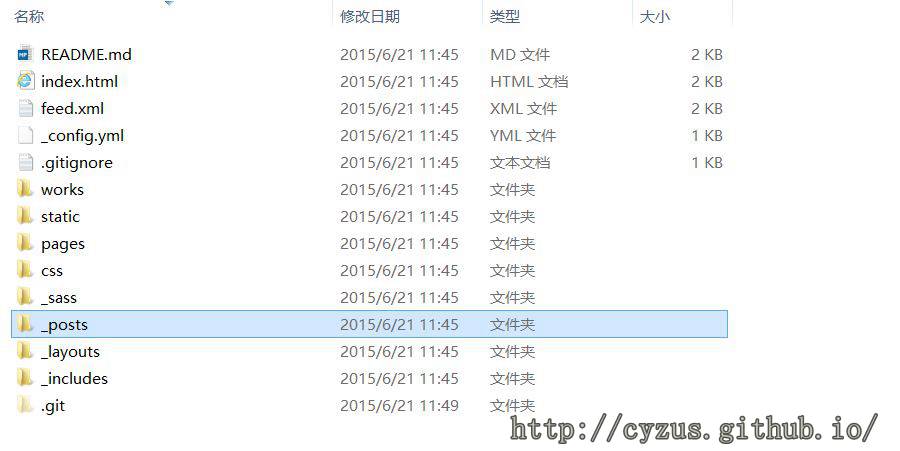 名称 修改日期 类型 大小
README.md 2015/6/21 11:45 MD 文件 2 KB
index.html 2015/6/21 11:45 HTML 文档 2 KB
feed.xml 2015/6/21 11:45 XML 文件 2 KB
_config.yml 2015/6/21 11:45 YML 文件 1 KB
.gitignore 2015/6/21 11:45 文本文档 1 KB
works 2015/6/21 11:45 文件夹
static 2015/6/21 11:45 文件夹
pages 2015/6/21 11:45 文件夹
css 2015/6/21 11:45 文件夹
_sass 2015/6/21 11:45 文件夹
_posts 2015/6/21 11:45 文件夹
_layouts 2015/6/21 11:45 文件夹
_includes 2015/6/21 11:45 文件夹
.git 2015/6/21 11:49 文件夹
http://cyzus.github.io/